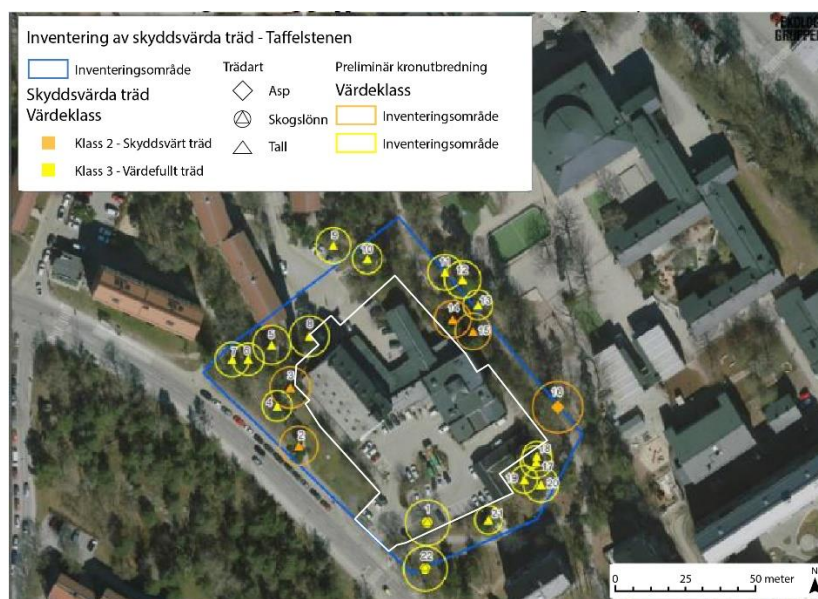 Inventering av skyddsvärda träd - Taffelstenen
Inventeringsområde
Skyddsvärda träd
Värdeklass
Klass 2 - Skyddsvärt träd
Klass 3 - Värdefullt träd
Trädart
Asp
Skogslönn
Tall
Preliminär kronutbredning
Värdeklass
Inventeringsområde
Inventeringsområde
EKOLOGI
GRUPPEN
9
10
11
12
13
14
15
8
5
7
6
3
4
2
16
18
17
19
20
1
21
22
N
0
25
50 meter